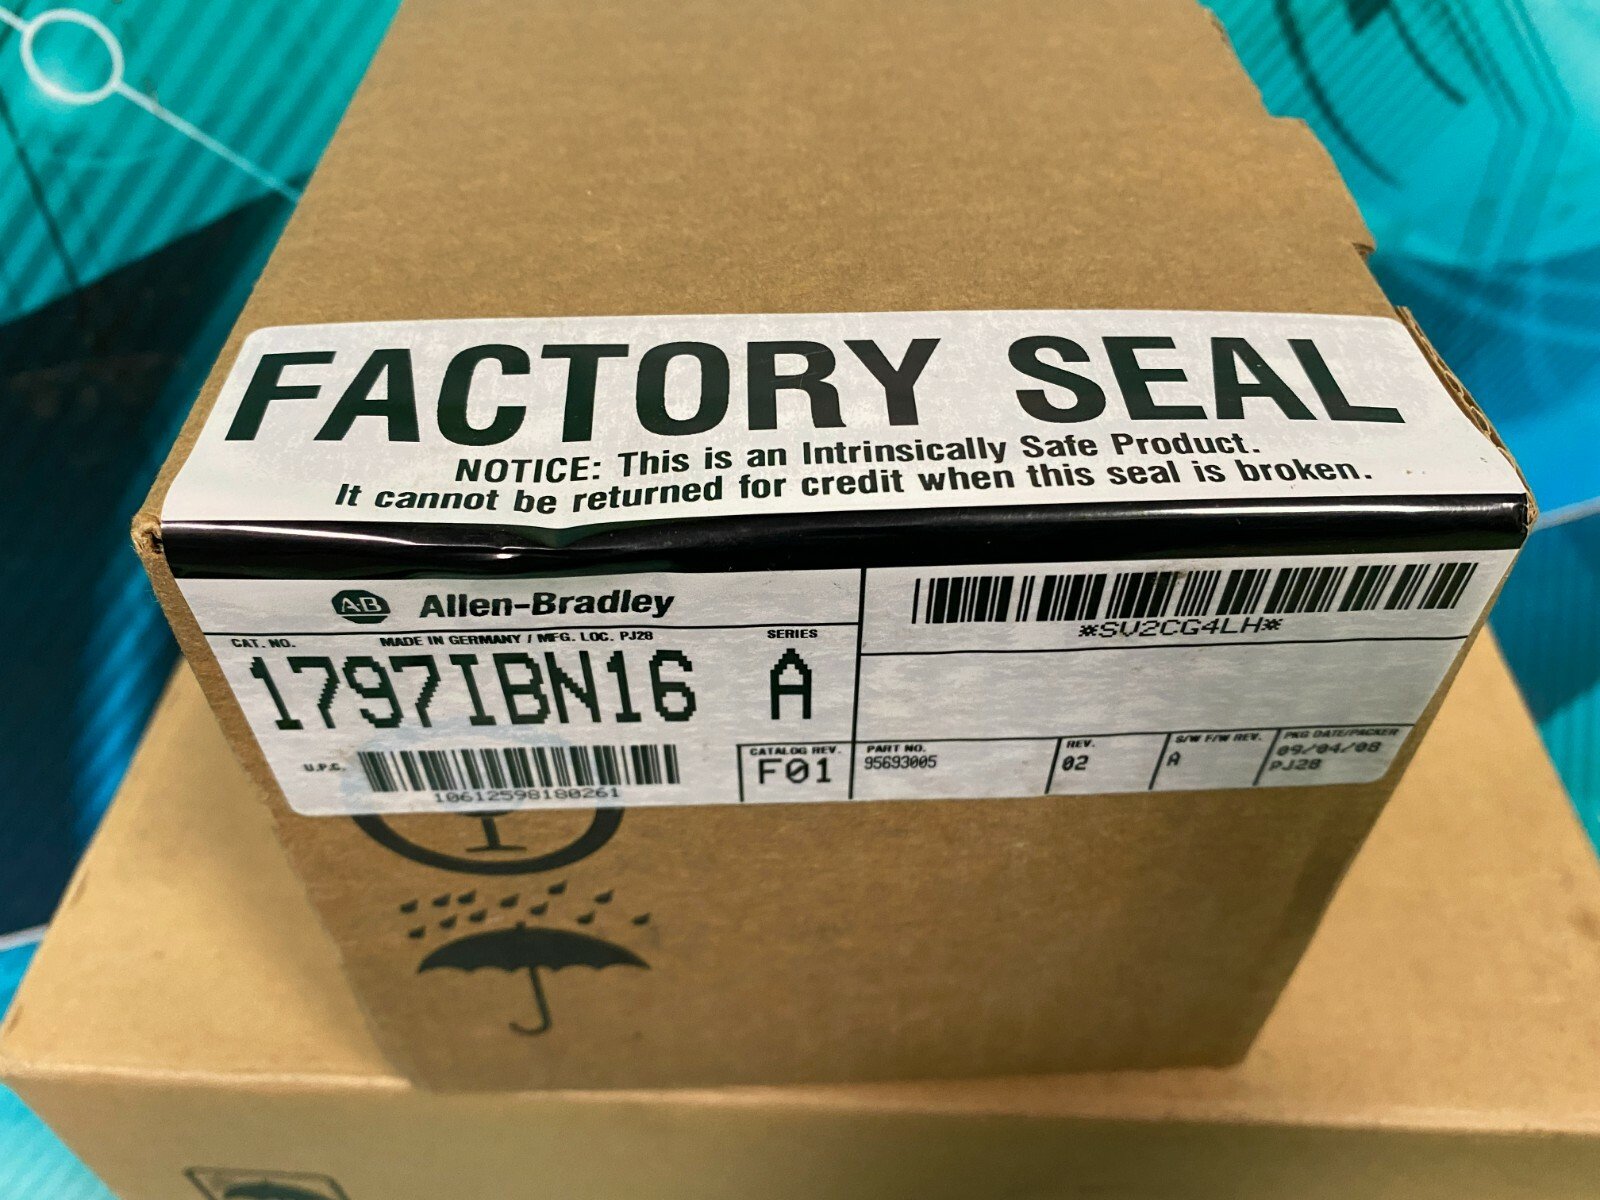 FACTORY SEAL
NOTICE: This is an Intrinsically Safe Product.
It cannot be returned for credit when this seal is broken.
A-B Allen-Bradley
*SV2CG4LH*
CAT. NO. MADE IN GERMANY / MFG. LOC. PJ28 SERIES
1797IBN16 A
U.P.C.
10612598180261
CATALOG REV.
F01
PART NO.
95693005
REV.
02
S/W F/W REV.
A
PKG DATE/PACKER
09/04/08
PJ28